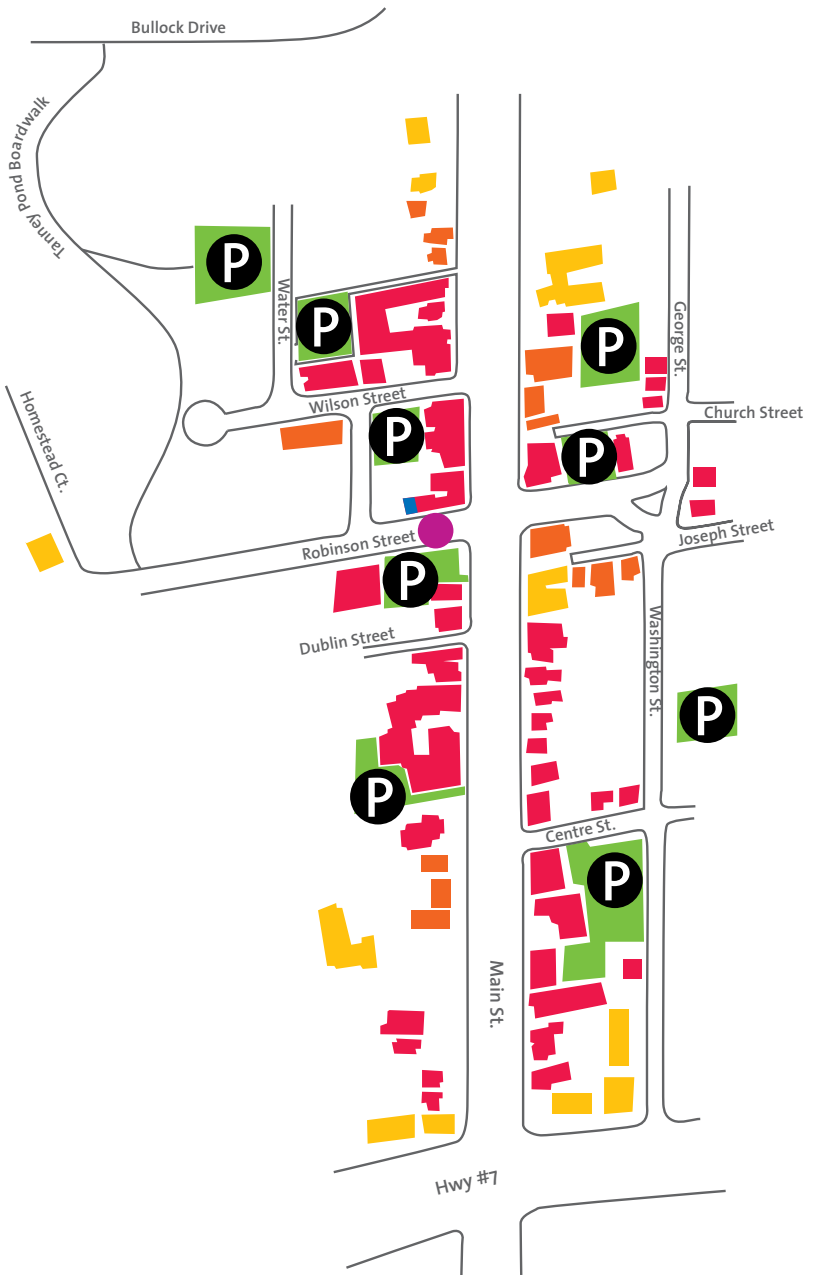 Bullock Drive
Tanney Pond Boardwalk
P
Water St.
P
George St.
P
Homestead Ct.
Wilson Street
Church Street
P
P
Robinson Street
Joseph Street
P
Dublin Street
Washington St.
P
P
Centre St.
P
Main St.
Hwy #7